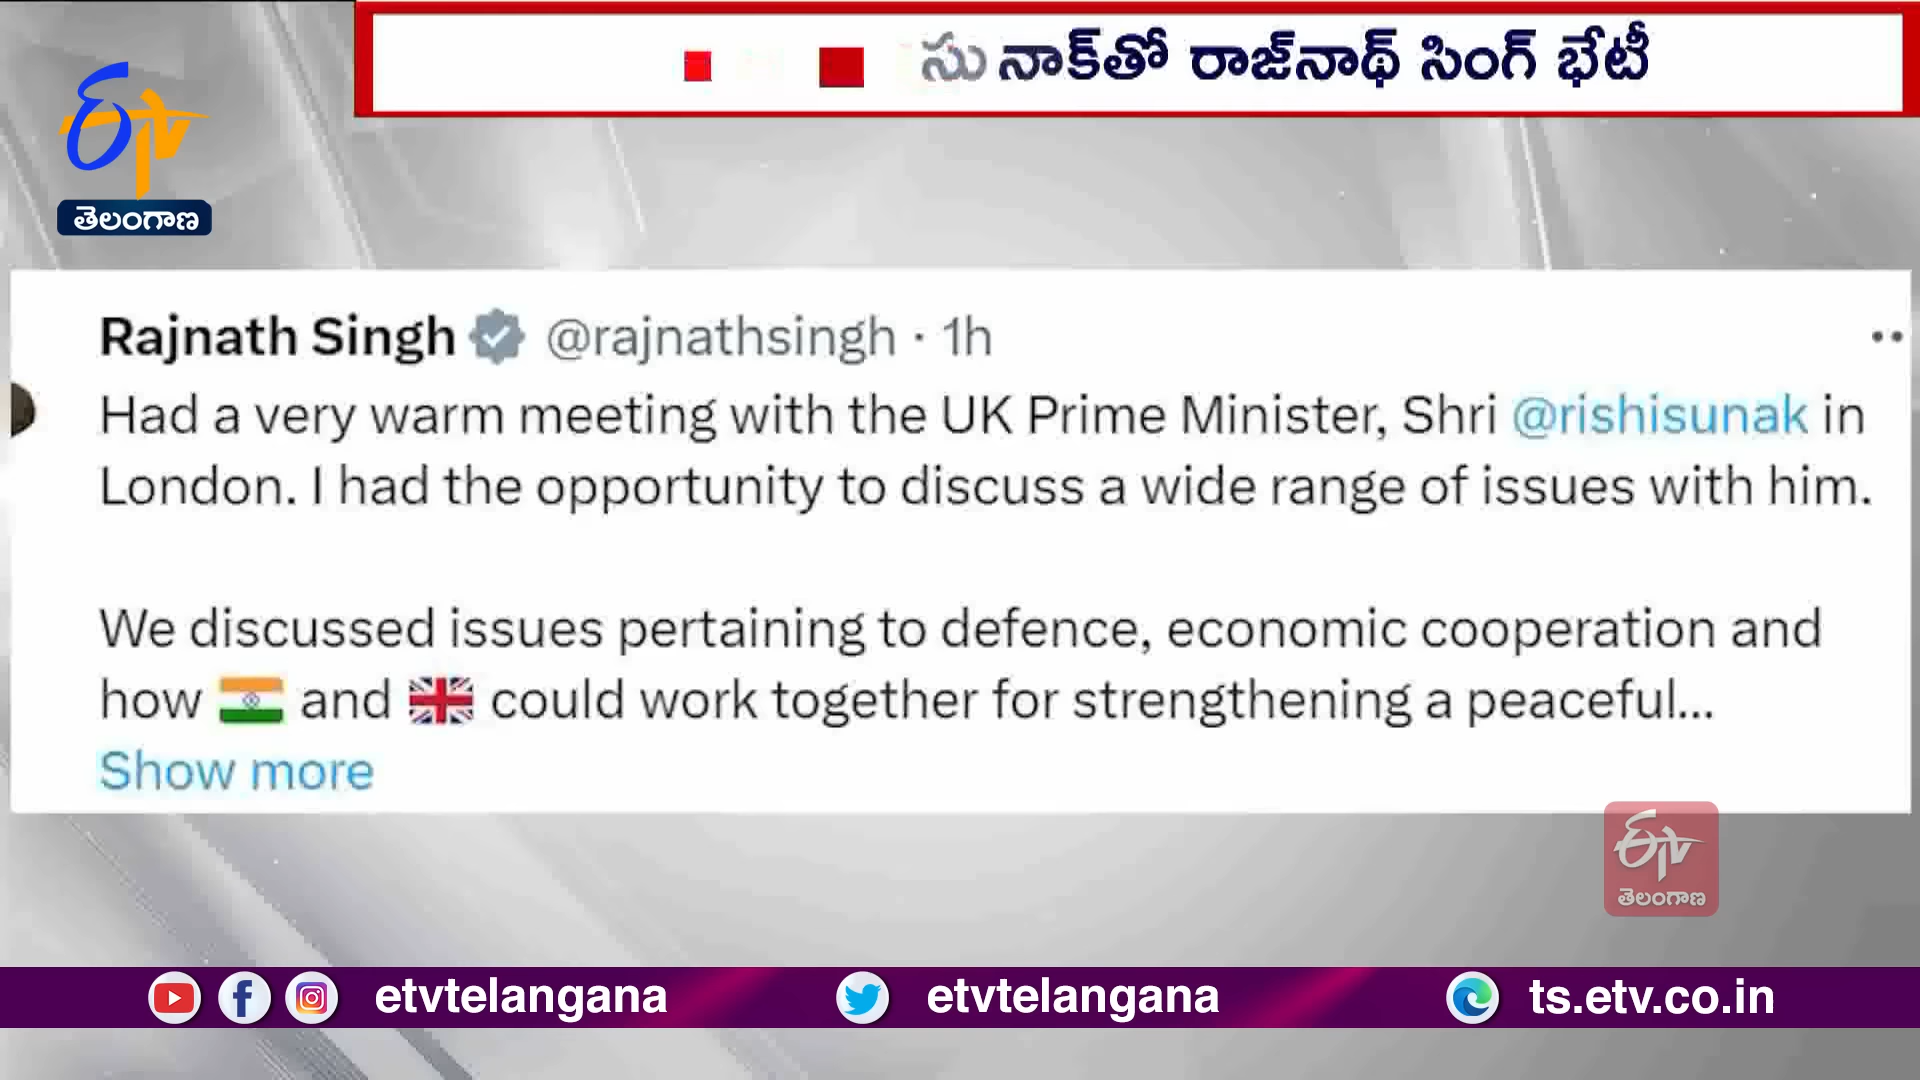 సునాక్‌తో రాజ్‌నాథ్ సింగ్ భేటీ
ETV
తెలంగాణ
Rajnath Singh @rajnathsingh · 1h
Had a very warm meeting with the UK Prime Minister, Shri @rishisunak in
London. I had the opportunity to discuss a wide range of issues with him.
We discussed issues pertaining to defence, economic cooperation and
how 🇮🇳 and 🇬🇧 could work together for strengthening a peaceful...
Show more
ETV
తెలంగాణ
etvtelangana
etvtelangana
ts.etv.co.in